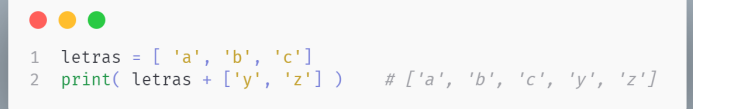 1 letras = [ 'a', 'b', 'c']
2 print( letras + ['y', 'z'] )    # ['a', 'b', 'c', 'y', 'z']